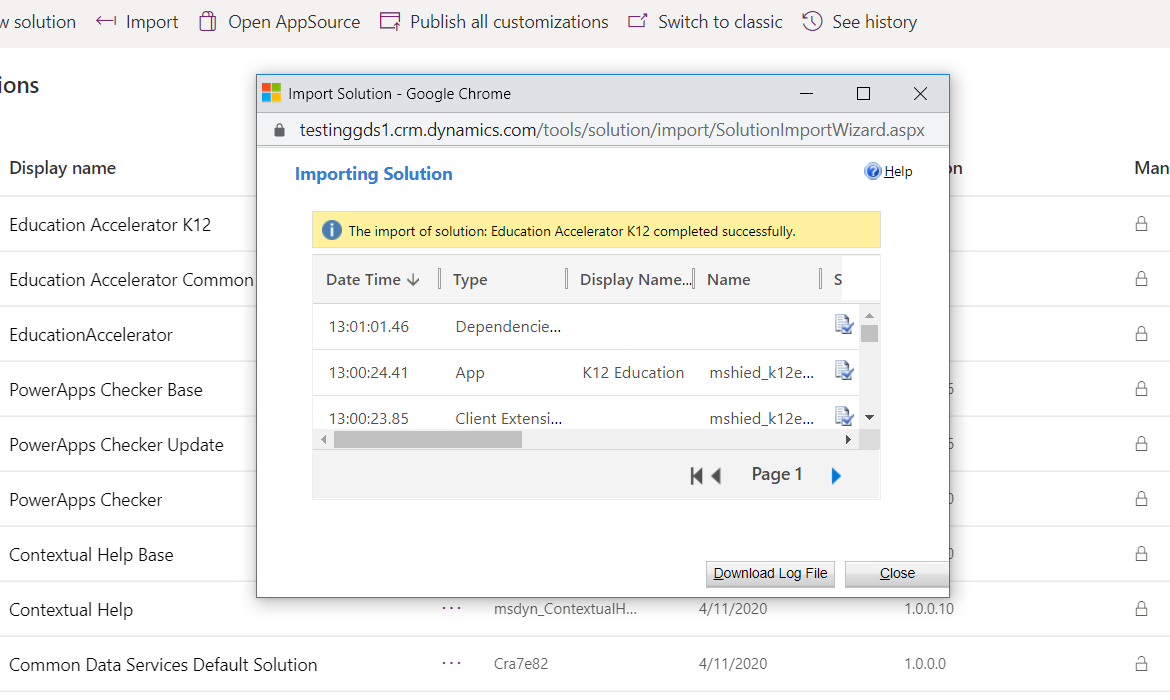 w solution Import Open AppSource Publish all customizations Switch to classic See history
ions
Import Solution - Google Chrome
testinggds1.crm.dynamics.com/tools/solution/import/SolutionImportWizard.aspx
Importing Solution Help
Display name on Man
The import of solution: Education Accelerator K12 completed successfully.
Education Accelerator K12
Date Time Type Display Name... Name S
Education Accelerator Common
13:01:01.46 Dependencie...
EducationAccelerator
13:00:24.41 App K12 Education mshied_k12e...
PowerApps Checker Base
13:00:23.85 Client Extensi... mshied_k12e...
PowerApps Checker Update
Page 1
PowerApps Checker
Contextual Help Base
Download Log File Close
Contextual Help ... msdyn_ContextualH... 4/11/2020 1.0.0.10
Common Data Services Default Solution ... Cra7e82 4/11/2020 1.0.0.0